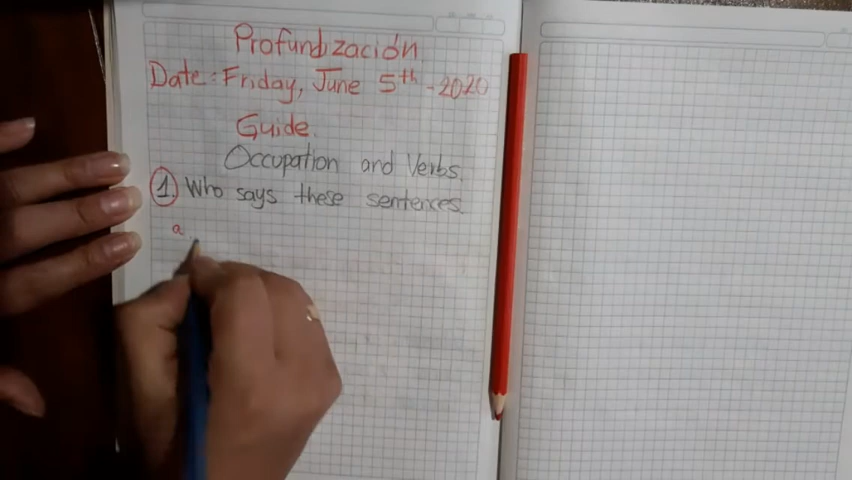 Profundización
Date: Friday, June 5th - 2020
Guide.
Occupation and Verbs.
1. Who says these sentences.
a.